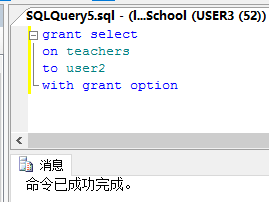 SQLQuery5.sql - (l...School (USER3 (52))
grant select
on teachers
to user2
with grant option
消息
命令已成功完成。